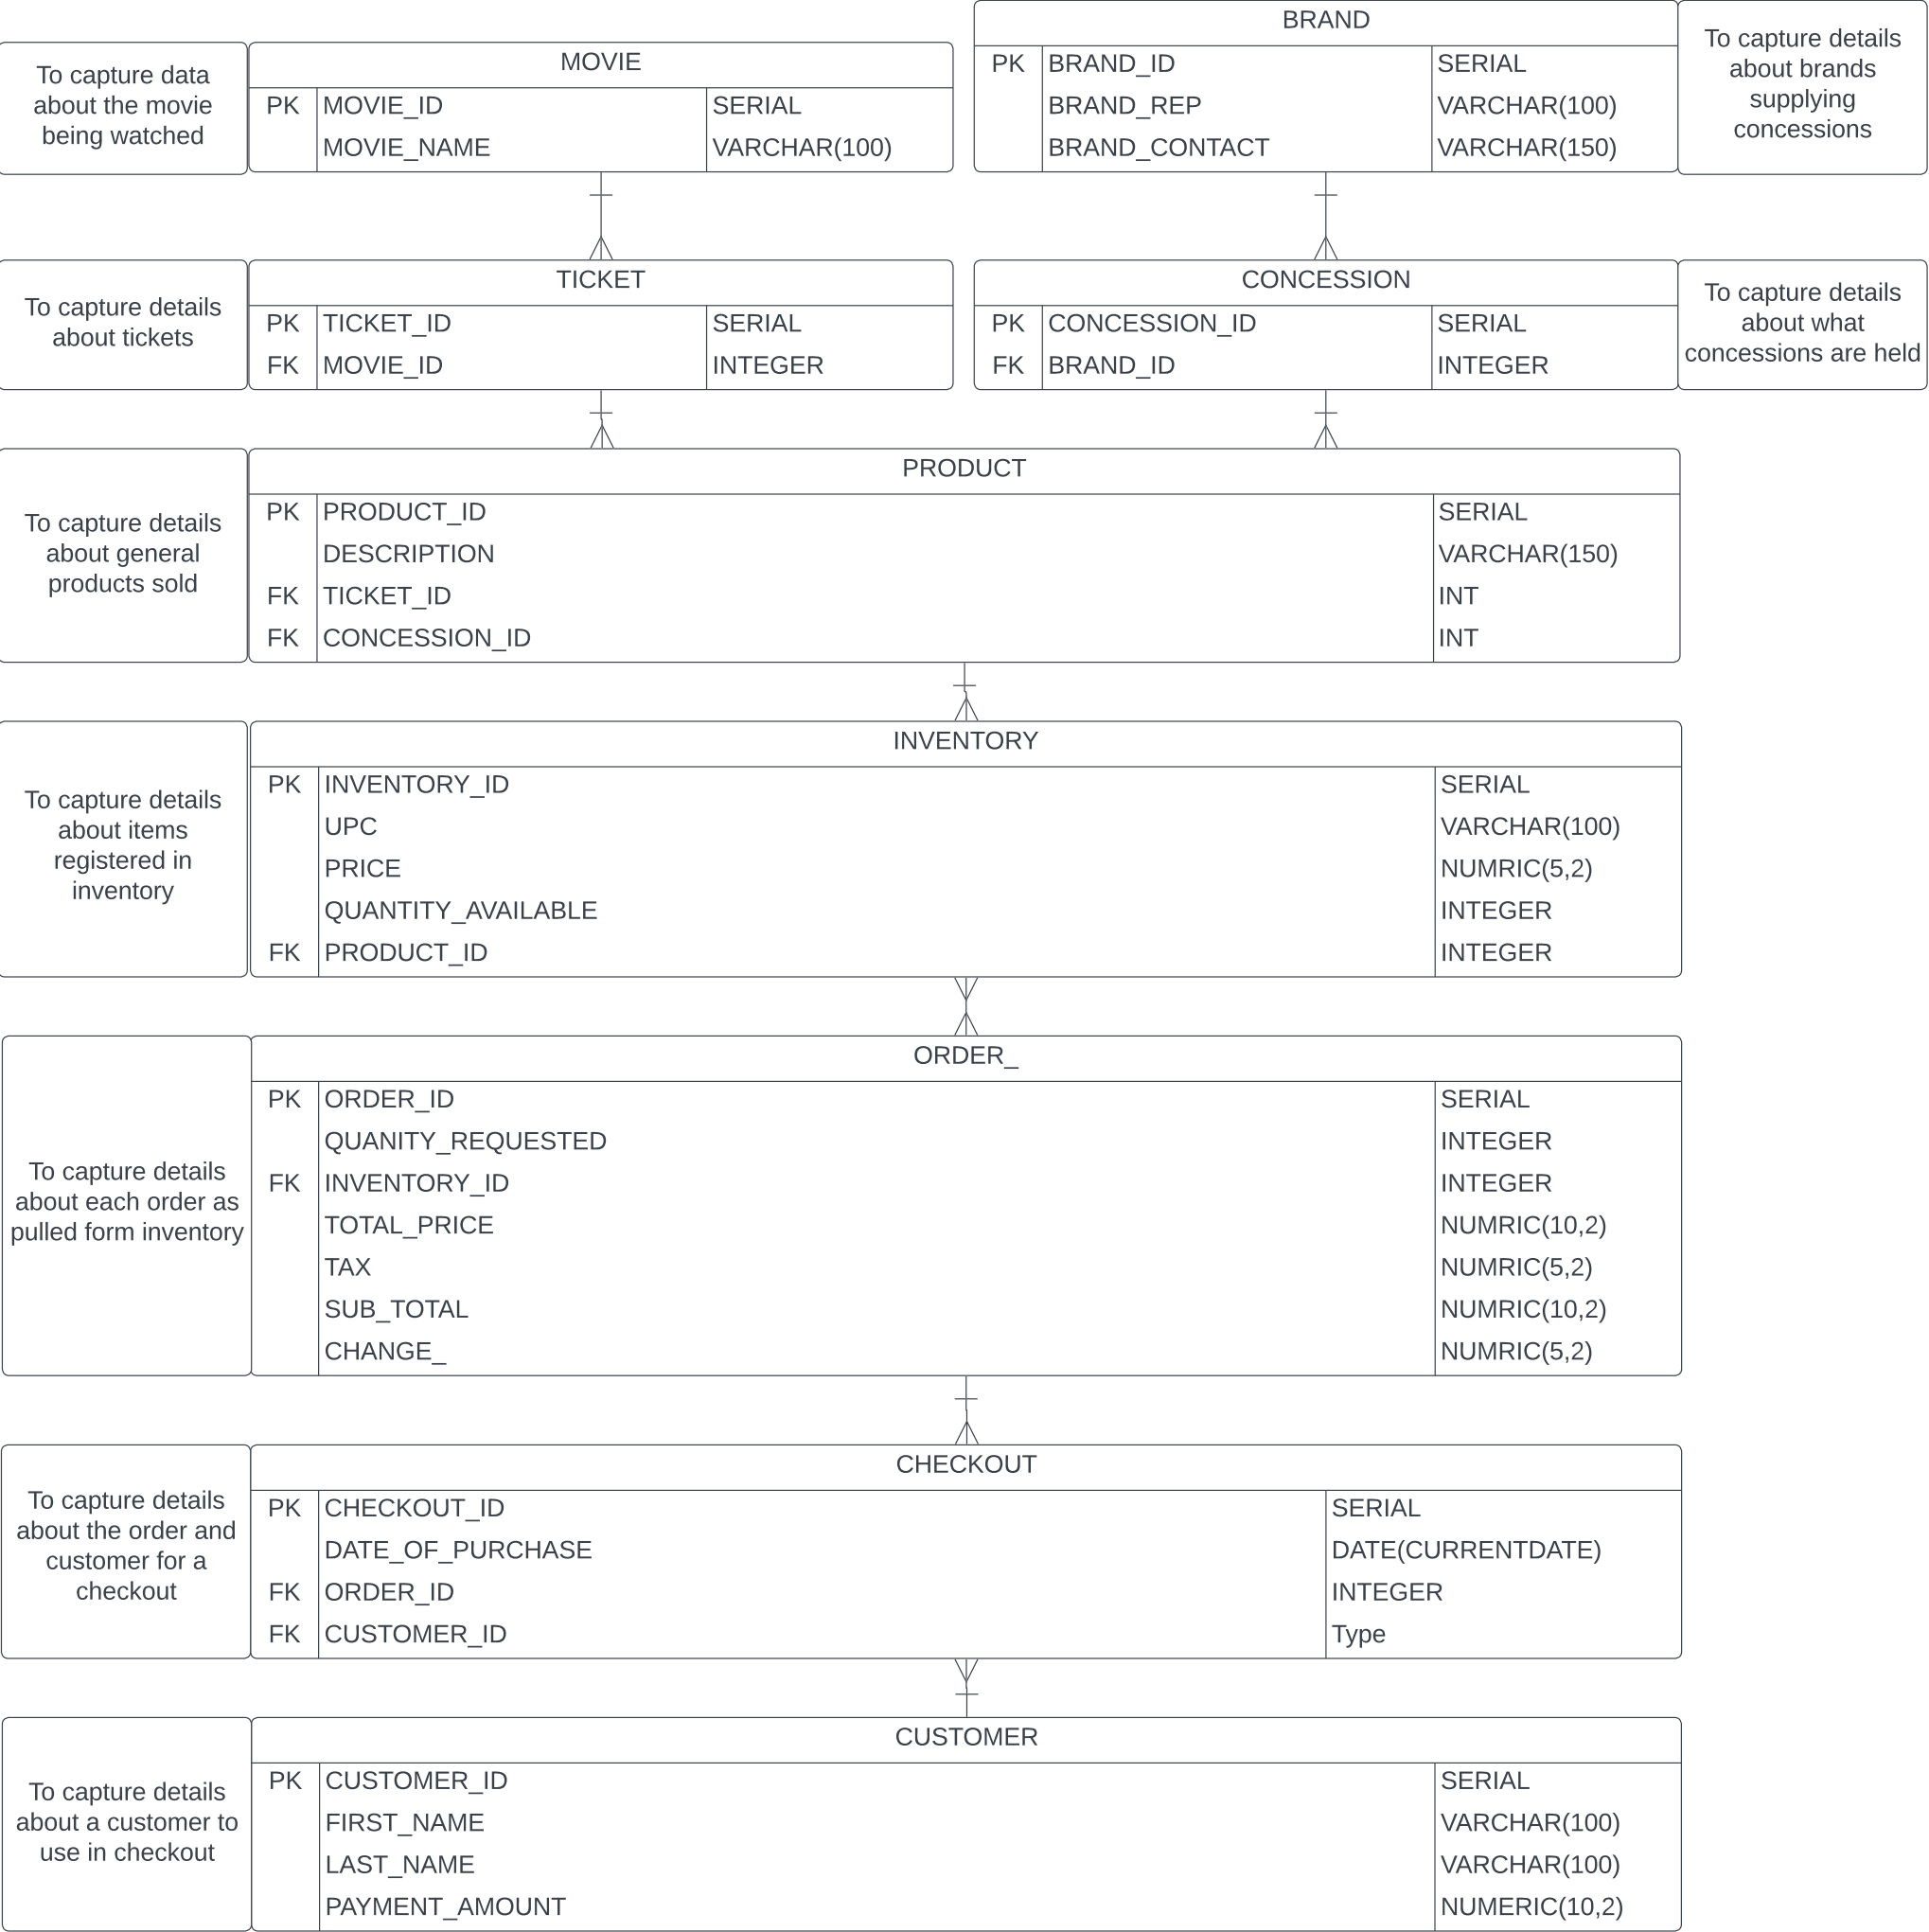 BRAND
PK BRAND_ID SERIAL
BRAND_REP VARCHAR(100)
BRAND_CONTACT VARCHAR(150)
To capture details
about brands
supplying
concessions
To capture data
about the movie
being watched
MOVIE
PK MOVIE_ID SERIAL
MOVIE_NAME VARCHAR(100)
To capture details
about tickets
TICKET
PK TICKET_ID SERIAL
FK MOVIE_ID INTEGER
CONCESSION
PK CONCESSION_ID SERIAL
FK BRAND_ID INTEGER
To capture details
about what
concessions are held
To capture details
about general
products sold
PRODUCT
PK PRODUCT_ID SERIAL
DESCRIPTION VARCHAR(150)
FK TICKET_ID INT
FK CONCESSION_ID INT
To capture details
about items
registered in
inventory
INVENTORY
PK INVENTORY_ID SERIAL
UPC VARCHAR(100)
PRICE NUMRIC(5,2)
QUANTITY_AVAILABLE INTEGER
FK PRODUCT_ID INTEGER
To capture details
about each order as
pulled form inventory
ORDER_
PK ORDER_ID SERIAL
QUANITY_REQUESTED INTEGER
FK INVENTORY_ID INTEGER
TOTAL_PRICE NUMRIC(10,2)
TAX NUMRIC(5,2)
SUB_TOTAL NUMRIC(10,2)
CHANGE_ NUMRIC(5,2)
To capture details
about the order and
customer for a
checkout
CHECKOUT
PK CHECKOUT_ID SERIAL
DATE_OF_PURCHASE DATE(CURRENTDATE)
FK ORDER_ID INTEGER
FK CUSTOMER_ID Type
To capture details
about a customer to
use in checkout
CUSTOMER
PK CUSTOMER_ID SERIAL
FIRST_NAME VARCHAR(100)
LAST_NAME VARCHAR(100)
PAYMENT_AMOUNT NUMERIC(10,2)